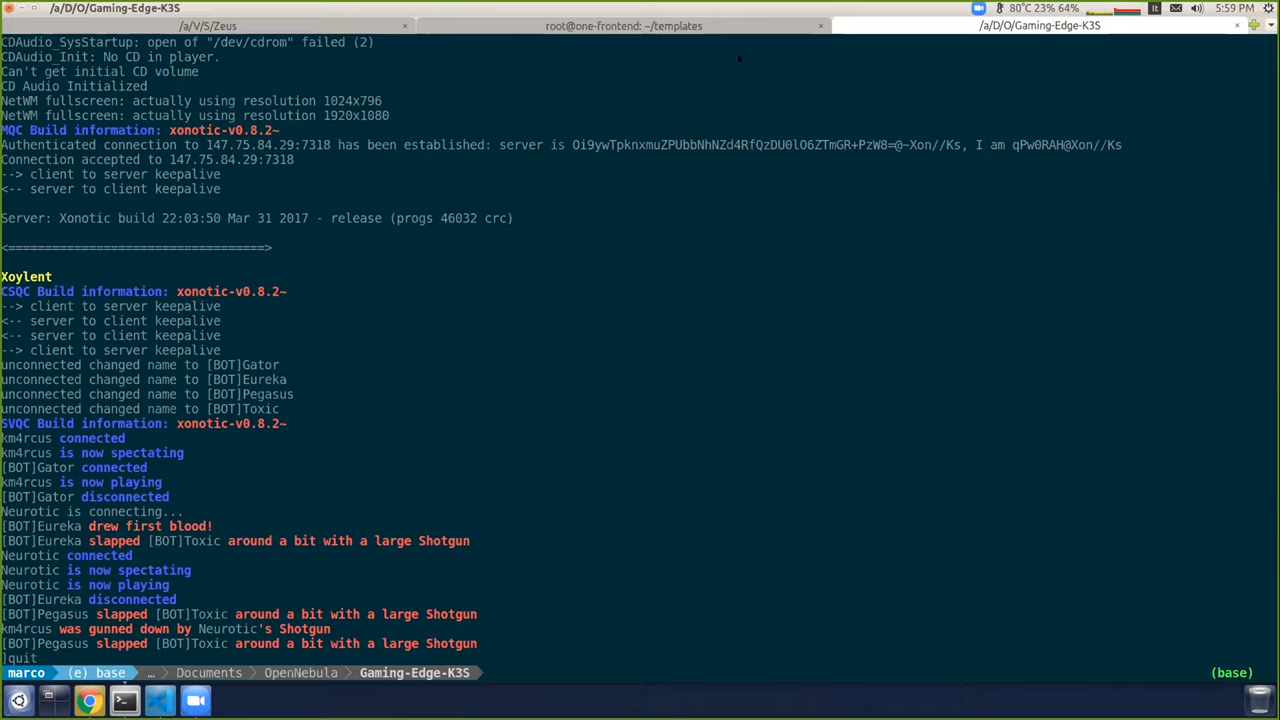 /a/D/O/Gaming-Edge-K3S
80°C 23% 64%
It
5:59 PM
/a/V/S/Zeus
root@one-frontend: ~/templates
/a/D/O/Gaming-Edge-K3S
CDAudio_SysStartup: open of "/dev/cdrom" failed (2)
CDAudio_Init: No CD in player.
Can't get initial CD volume
CD Audio Initialized
NetWM fullscreen: actually using resolution 1024x796
NetWM fullscreen: actually using resolution 1920x1080
MQC Build information: xonotic-v0.8.2~
Authenticated connection to 147.75.84.29:7318 has been established: server is Oi9ywTpknxmuZPUbbNhNZd4RfQzDU0lO6ZTmGR+PzW8=@~Xon//Ks, I am qPw0RAH@Xon//Ks
Connection accepted to 147.75.84.29:7318
--> client to server keepalive
<-- server to client keepalive
Server: Xonotic build 22:03:50 Mar 31 2017 - release (progs 46032 crc)
<===================================>
Xoylent
CSQC Build information: xonotic-v0.8.2~
--> client to server keepalive
<-- server to client keepalive
<-- server to client keepalive
--> client to server keepalive
unconnected changed name to [BOT]Gator
unconnected changed name to [BOT]Eureka
unconnected changed name to [BOT]Pegasus
unconnected changed name to [BOT]Toxic
SVQC Build information: xonotic-v0.8.2~
km4rcus connected
km4rcus is now spectating
[BOT]Gator connected
km4rcus is now playing
[BOT]Gator disconnected
Neurotic is connecting...
[BOT]Eureka drew first blood!
[BOT]Eureka slapped [BOT]Toxic around a bit with a large Shotgun
Neurotic connected
Neurotic is now spectating
Neurotic is now playing
[BOT]Eureka disconnected
[BOT]Pegasus slapped [BOT]Toxic around a bit with a large Shotgun
km4rcus was gunned down by Neurotic's Shotgun
[BOT]Pegasus slapped [BOT]Toxic around a bit with a large Shotgun
]quit
marco (e) base … Documents OpenNebula Gaming-Edge-K3S (base)